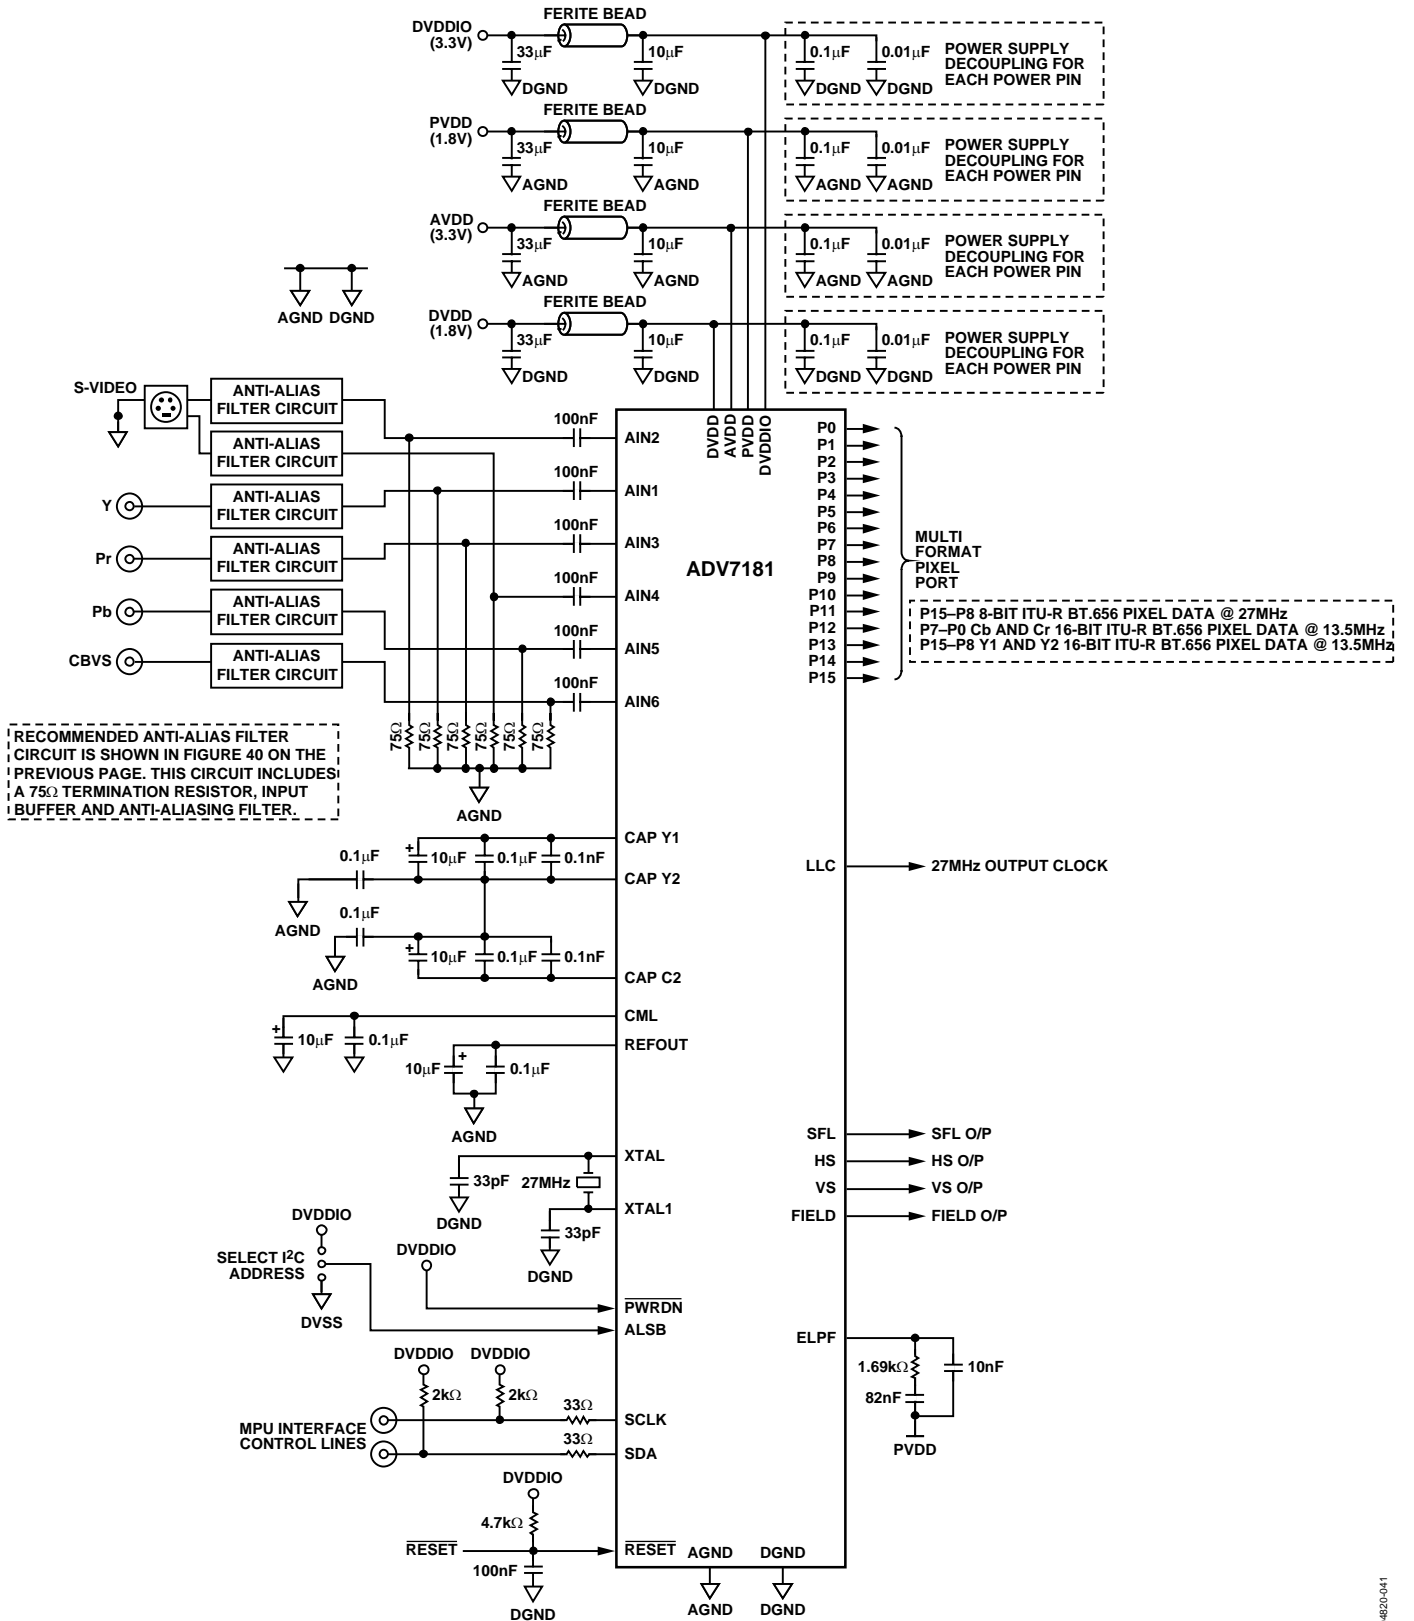 FERITE BEAD
DVDDIO
(3.3V)
33μF
10μF
0.1μF
0.01μF
POWER SUPPLY
DECOUPLING FOR
EACH POWER PIN
DGND
DGND
DGND
DGND
FERITE BEAD
PVDD
(1.8V)
33μF
10μF
0.1μF
0.01μF
POWER SUPPLY
DECOUPLING FOR
EACH POWER PIN
AGND
AGND
AGND
AGND
FERITE BEAD
AVDD
(3.3V)
33μF
10μF
0.1μF
0.01μF
POWER SUPPLY
DECOUPLING FOR
EACH POWER PIN
AGND
AGND
AGND
AGND
FERITE BEAD
DVDD
(1.8V)
33μF
10μF
0.1μF
0.01μF
POWER SUPPLY
DECOUPLING FOR
EACH POWER PIN
DGND
DGND
DGND
DGND
AGND DGND
S-VIDEO
ANTI-ALIAS
FILTER CIRCUIT
ANTI-ALIAS
FILTER CIRCUIT
Y
ANTI-ALIAS
FILTER CIRCUIT
Pr
ANTI-ALIAS
FILTER CIRCUIT
Pb
ANTI-ALIAS
FILTER CIRCUIT
CBVS
ANTI-ALIAS
FILTER CIRCUIT
100nF
AIN2
100nF
AIN1
100nF
AIN3
100nF
AIN4
100nF
AIN5
100nF
AIN6
75Ω
75Ω
75Ω
75Ω
75Ω
75Ω
AGND
DVDD
AVDD
PVDD
DVDDIO
ADV7181
P0
P1
P2
P3
P4
P5
P6
P7
P8
P9
P10
P11
P12
P13
P14
P15
MULTI
FORMAT
PIXEL
PORT
P15–P8 8-BIT ITU-R BT.656 PIXEL DATA @ 27MHz
P7–P0 Cb AND Cr 16-BIT ITU-R BT.656 PIXEL DATA @ 13.5MHz
P15–P8 Y1 AND Y2 16-BIT ITU-R BT.656 PIXEL DATA @ 13.5MHz
RECOMMENDED ANTI-ALIAS FILTER
CIRCUIT IS SHOWN IN FIGURE 40 ON THE
PREVIOUS PAGE. THIS CIRCUIT INCLUDES
A 75Ω TERMINATION RESISTOR, INPUT
BUFFER AND ANTI-ALIASING FILTER.
CAP Y1
0.1μF
+
10μF
0.1μF
0.1nF
CAP Y2
AGND
0.1μF
+
10μF
0.1μF
0.1nF
AGND
CAP C2
CML
+
10μF
0.1μF
REFOUT
10μF
+
0.1μF
AGND
LLC
27MHz OUTPUT CLOCK
SFL
SFL O/P
HS
HS O/P
VS
VS O/P
FIELD
FIELD O/P
XTAL
33pF
27MHz
DGND
XTAL1
33pF
DGND
DVDDIO
SELECT I²C
ADDRESS
DVSS
DVDDIO
PWRDN
ALSB
ELPF
1.69kΩ
10nF
82nF
PVDD
DVDDIO
DVDDIO
2kΩ
2kΩ
MPU INTERFACE
CONTROL LINES
33Ω
SCLK
33Ω
SDA
DVDDIO
4.7kΩ
RESET
RESET
100nF
DGND
AGND
DGND
AGND
DGND
4820-041